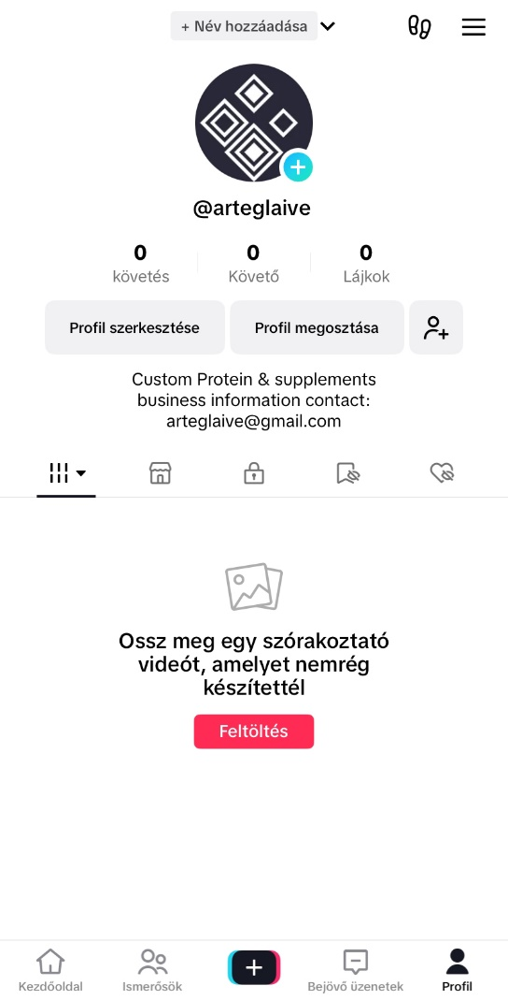 + Név hozzáadása
@arteglaive
0
0
0
követés
Követő
Lájkok
Profil szerkesztése
Profil megosztása
Custom Protein & supplements
business information contact:
arteglaive@gmail.com
Ossz meg egy szórakoztató
videót, amelyet nemrég
készítettél
Feltöltés
Kezdőoldal
Ismerősök
Bejövő üzenetek
Profil